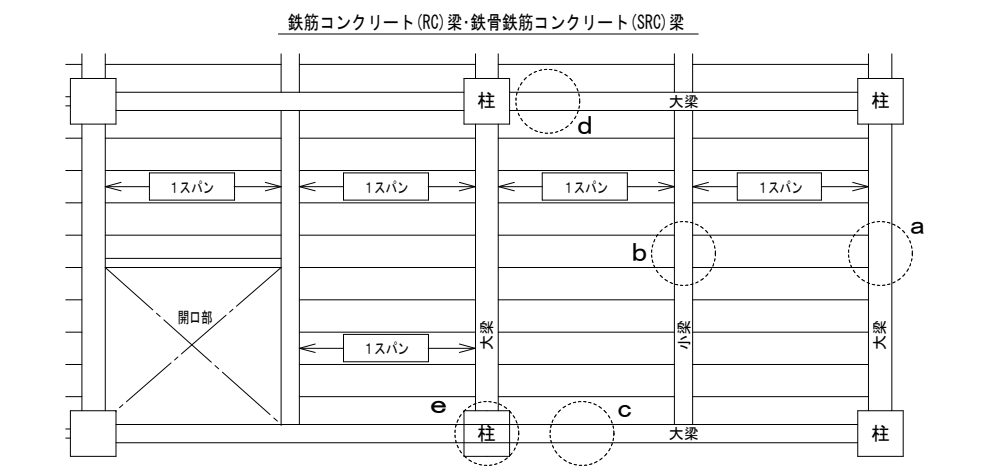 鉄筋コンクリート(RC)梁・鉄骨鉄筋コンクリート(SRC)梁
柱
大梁
柱
d
1スパン
1スパン
1スパン
1スパン
a
b
開口部
大梁
小梁
大梁
1スパン
e
c
柱
大梁
柱